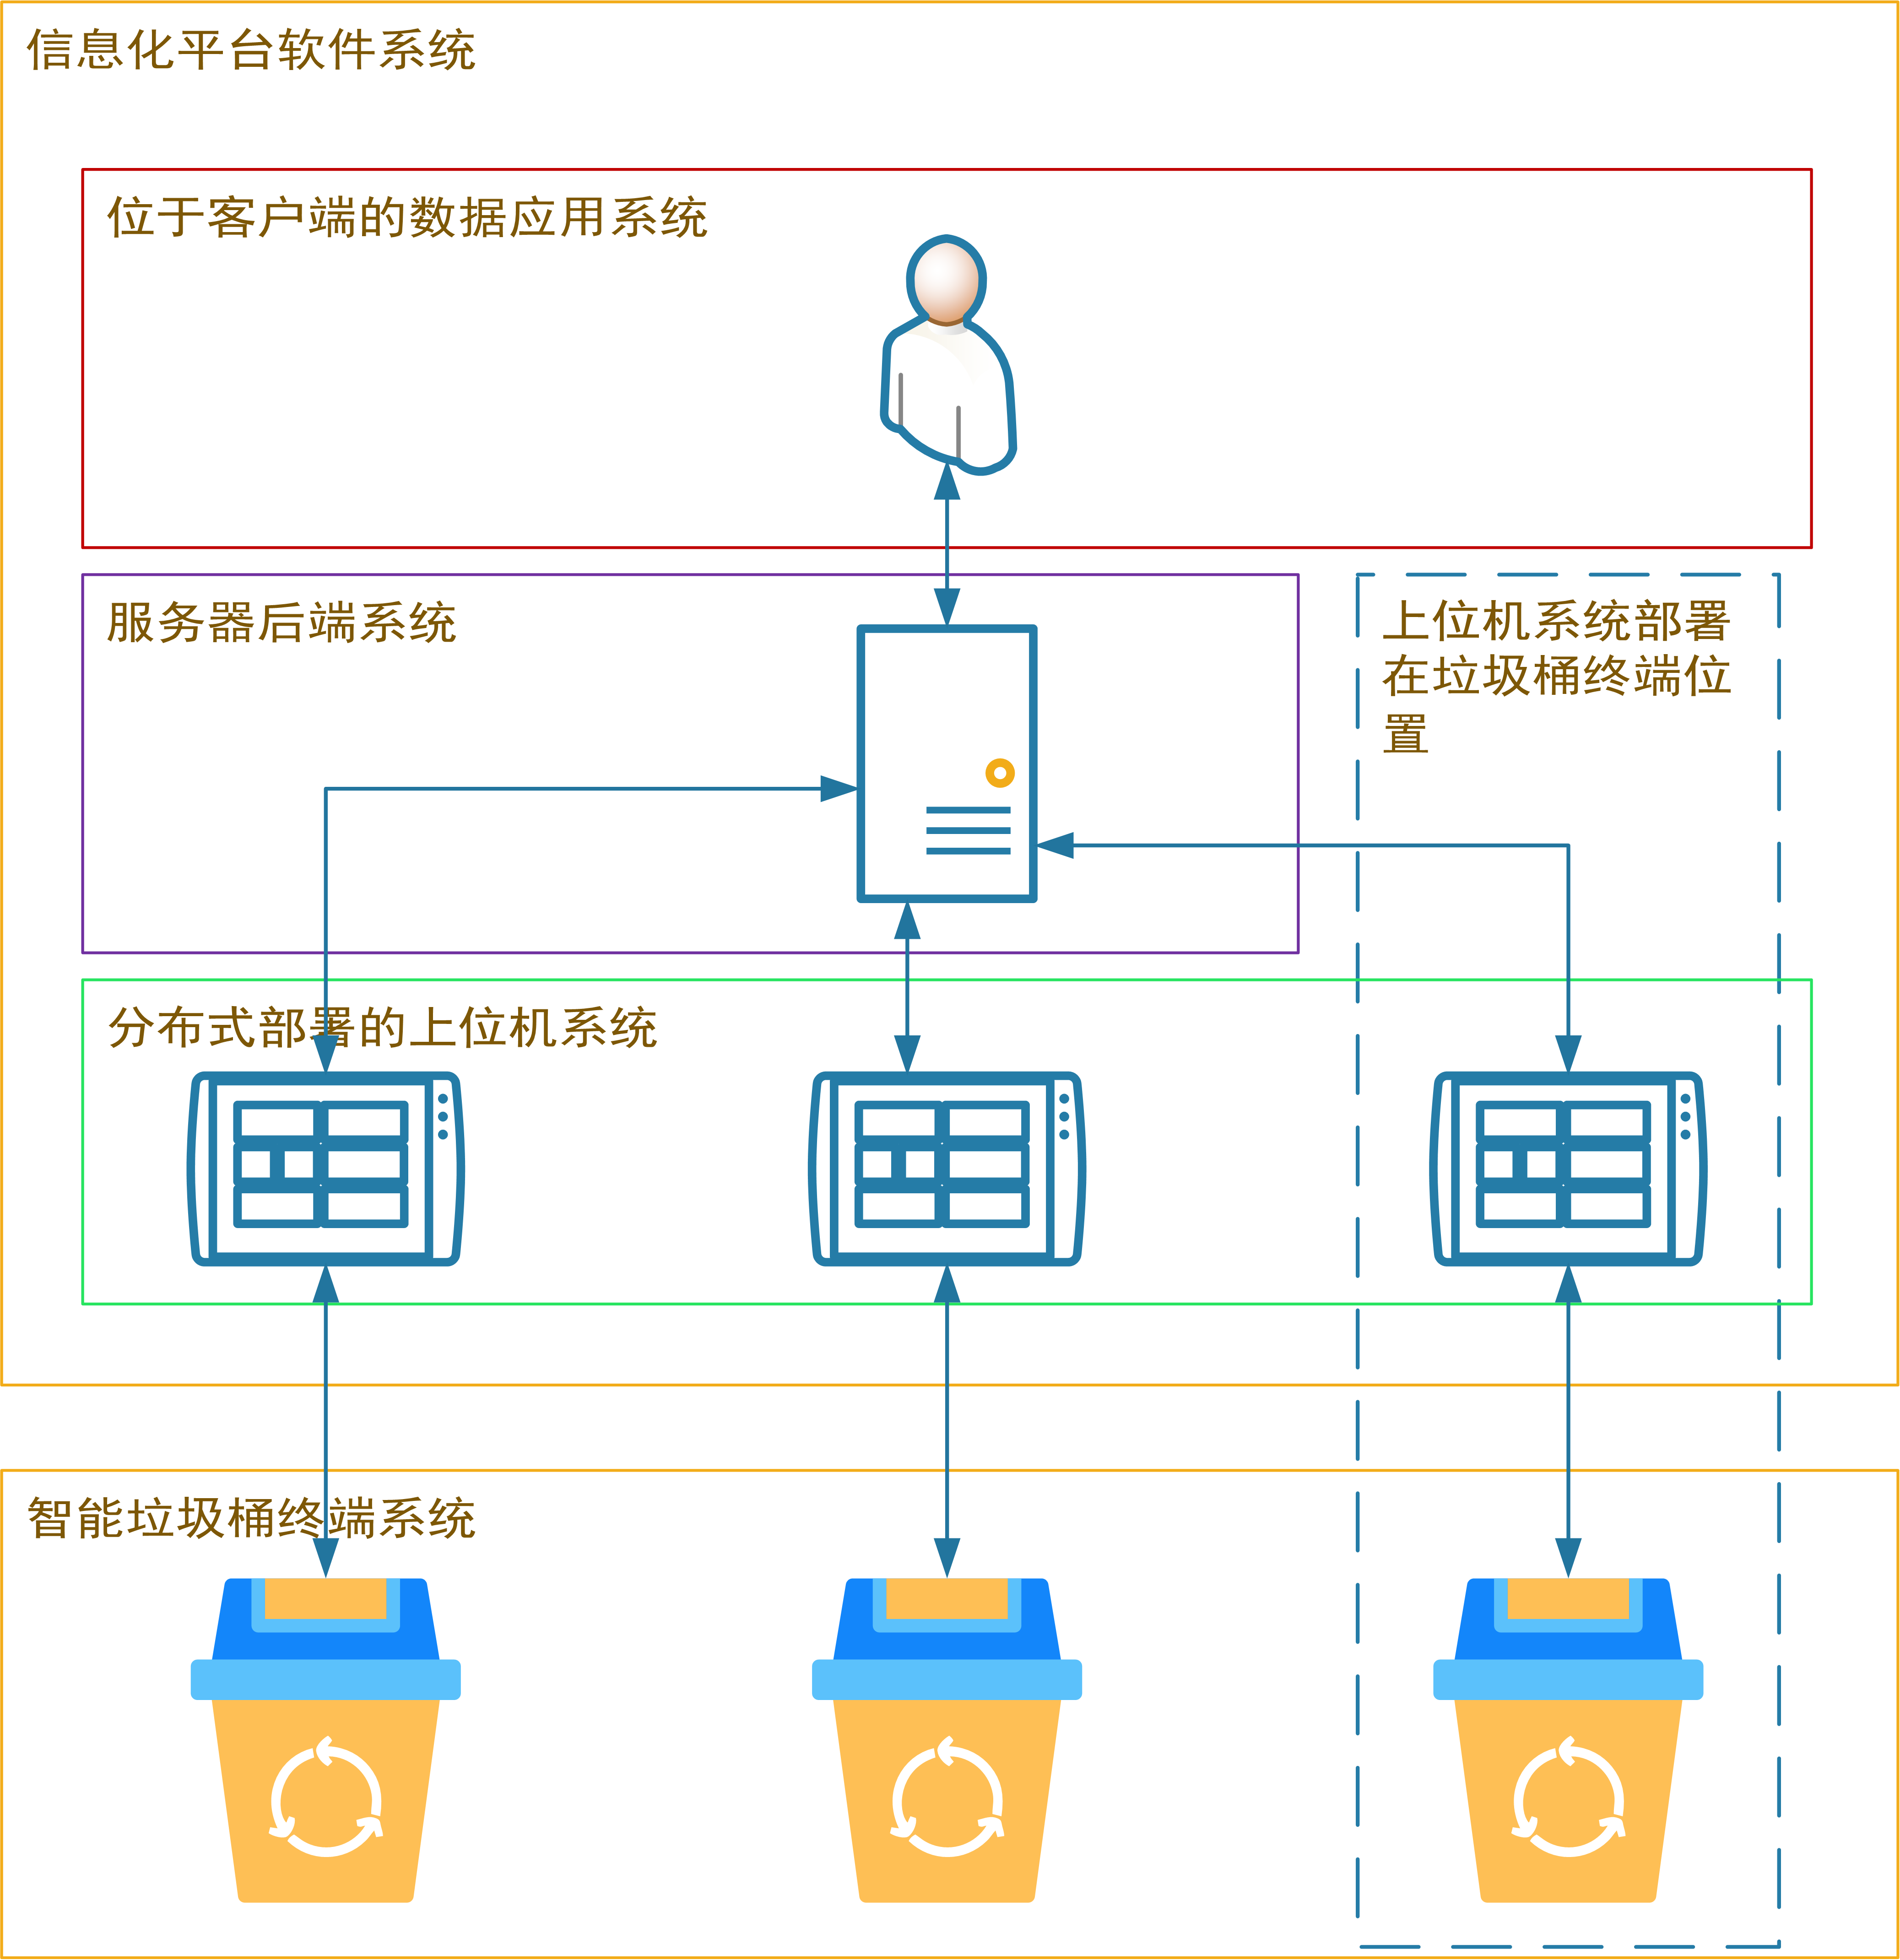 信息化平台软件系统
位于客户端的数据应用系统
服务器后端系统
上位机系统部署
在垃圾桶终端位
置
分布式部署的上位机系统
智能垃圾桶终端系统